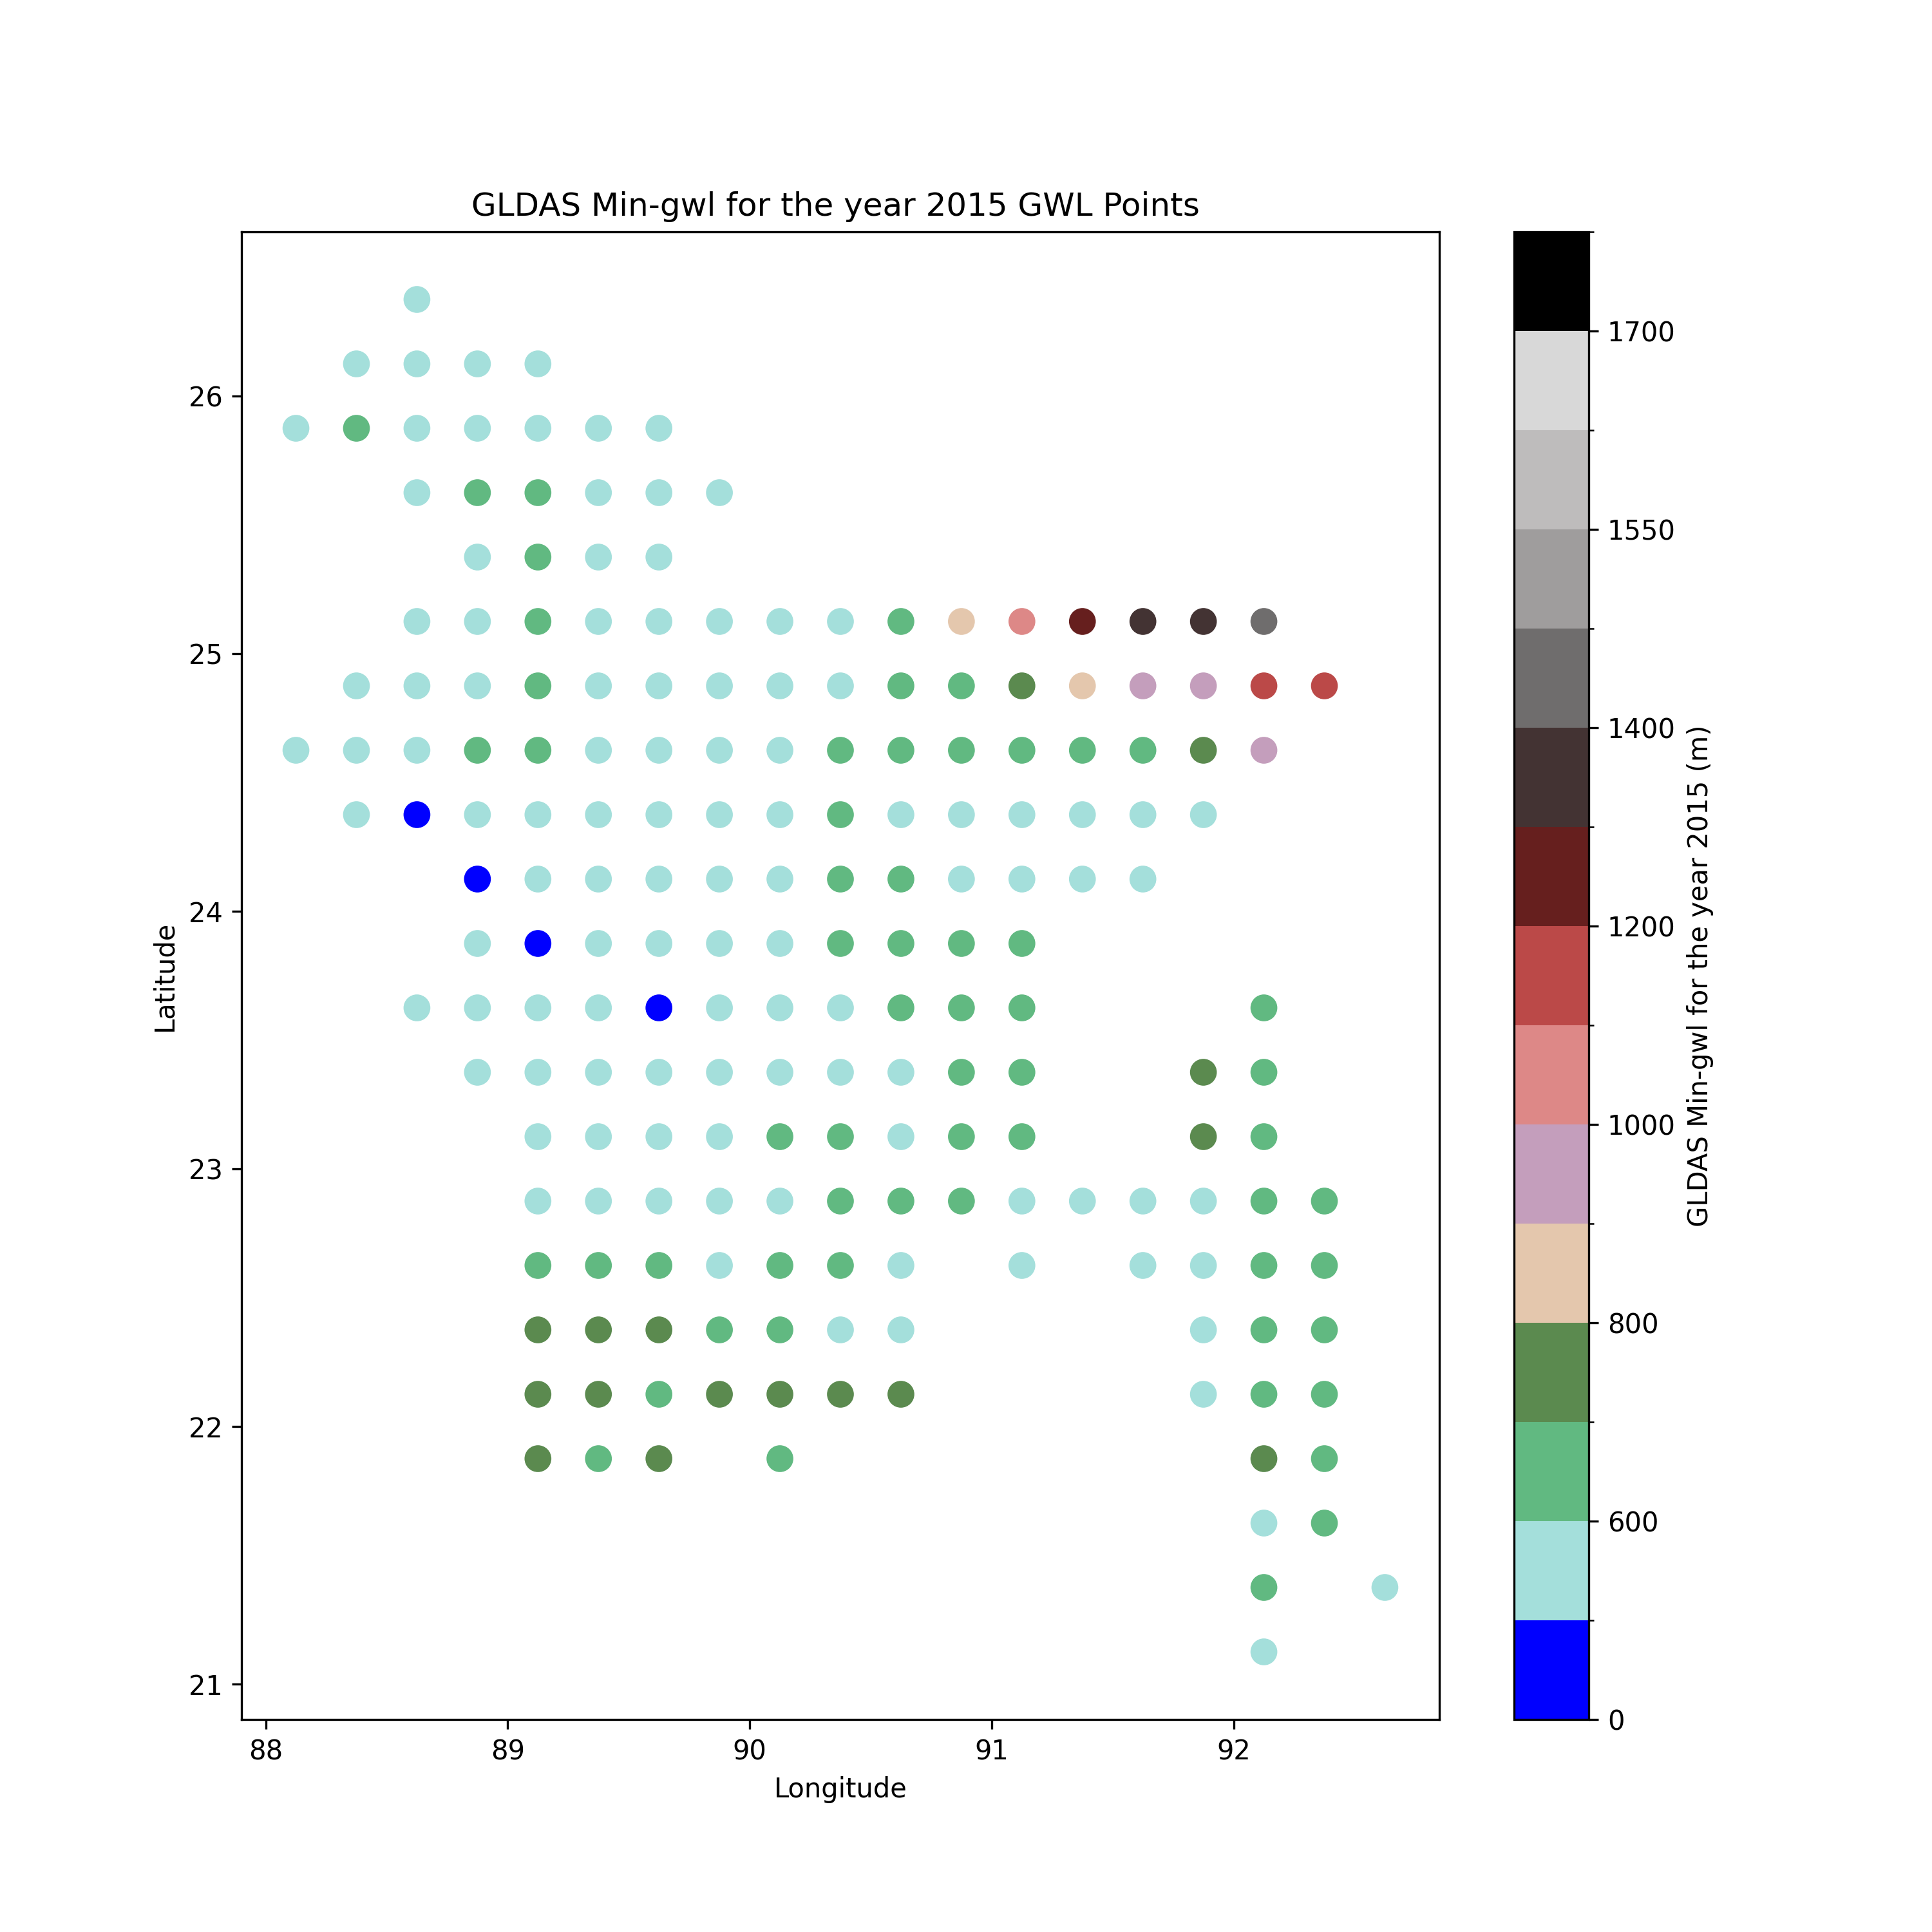 GLDAS Min-gwl for the year 2015 GWL Points
26
25
24
23
22
21
Latitude
88 89 90 91 92
Longitude
1700
1550
1400
1200
1000
800
600
0
GLDAS Min-gwl for the year 2015 (m)